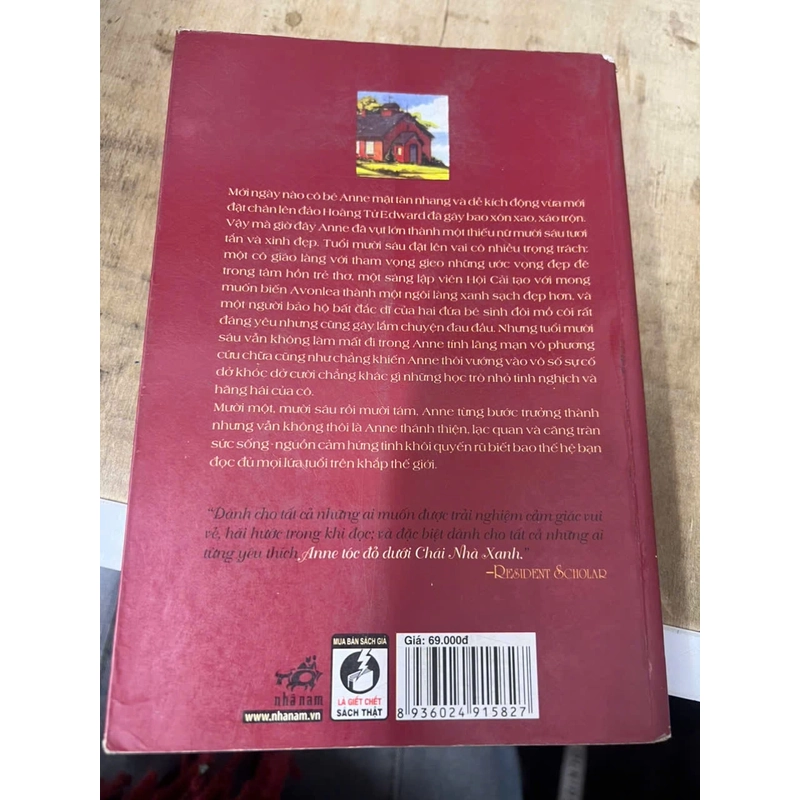 Mới ngày nào cô bé Anne mặt tàn nhang và dễ kích động vừa mới
đặt chân lên đảo Hoàng Tử Edward đã gây bao xôn xao, xáo trộn.
Vậy mà giờ đây Anne đã vụt lớn thành một thiếu nữ mười sáu tươi
tắn và xinh đẹp. Tuổi mười sáu đặt lên vai cô nhiều trọng trách:
một cô giáo làng với tham vọng gieo những ước vọng đẹp đẽ
trong tâm hồn trẻ thơ, một sáng lập viên Hội Cải tạo với mong
muốn biến Avonlea thành một ngôi làng xanh sạch đẹp hơn, và
một người bảo hộ bất đắc dĩ của hai đứa bé sinh đôi mồ côi rất
đáng yêu nhưng cũng gây lắm chuyện đau đầu. Nhưng tuổi mười
sáu vẫn không làm mất đi trong Anne tính lãng mạn vô phương
cứu chữa cũng như chẳng khiến Anne thôi vướng vào vô số sự cố
dở khóc dở cười chẳng khác gì những học trò nhỏ tinh nghịch và
hăng hái của cô.
Mười một, mười sáu rồi mười tám, Anne từng bước trưởng thành
nhưng vẫn không thôi là Anne thánh thiện, lạc quan và căng tràn
sức sống-nguồn cảm hứng tinh khôi quyến rũ biết bao thế hệ bạn
đọc đủ mọi lứa tuổi trên khắp thế giới.
"Dành cho tất cả những ai muốn được trải nghiệm cảm giác vui
vẻ, hài hước trong khi đọc; và đặc biệt dành cho tất cả những ai
từng yêu thích Anne tóc đỏ dưới Chái Nhà Xanh."
–RESIDENT SCHOLAR
nhã nam
www.nhanam.vn
MUA BÁN SÁCH GIẢ
LÀ GIẾT CHẾT
SÁCH THẬT
Giá: 69.000đ
8 936024 915827